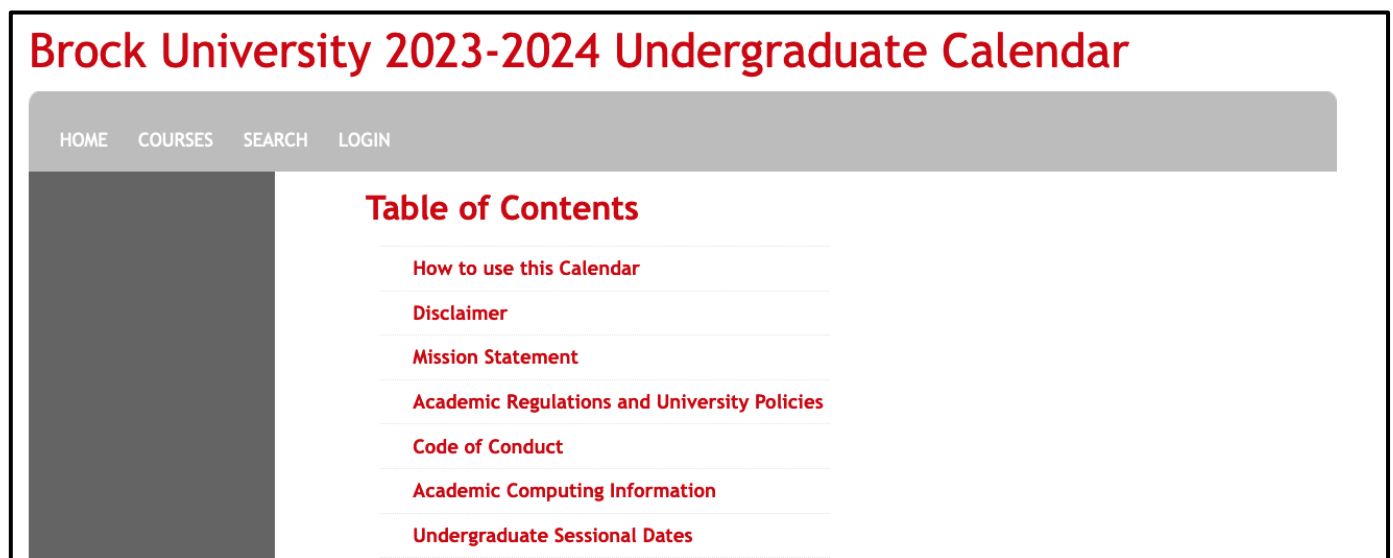 Brock University 2023-2024 Undergraduate Calendar
HOME COURSES SEARCH LOGIN
Table of Contents
How to use this Calendar
Disclaimer
Mission Statement
Academic Regulations and University Policies
Code of Conduct
Academic Computing Information
Undergraduate Sessional Dates